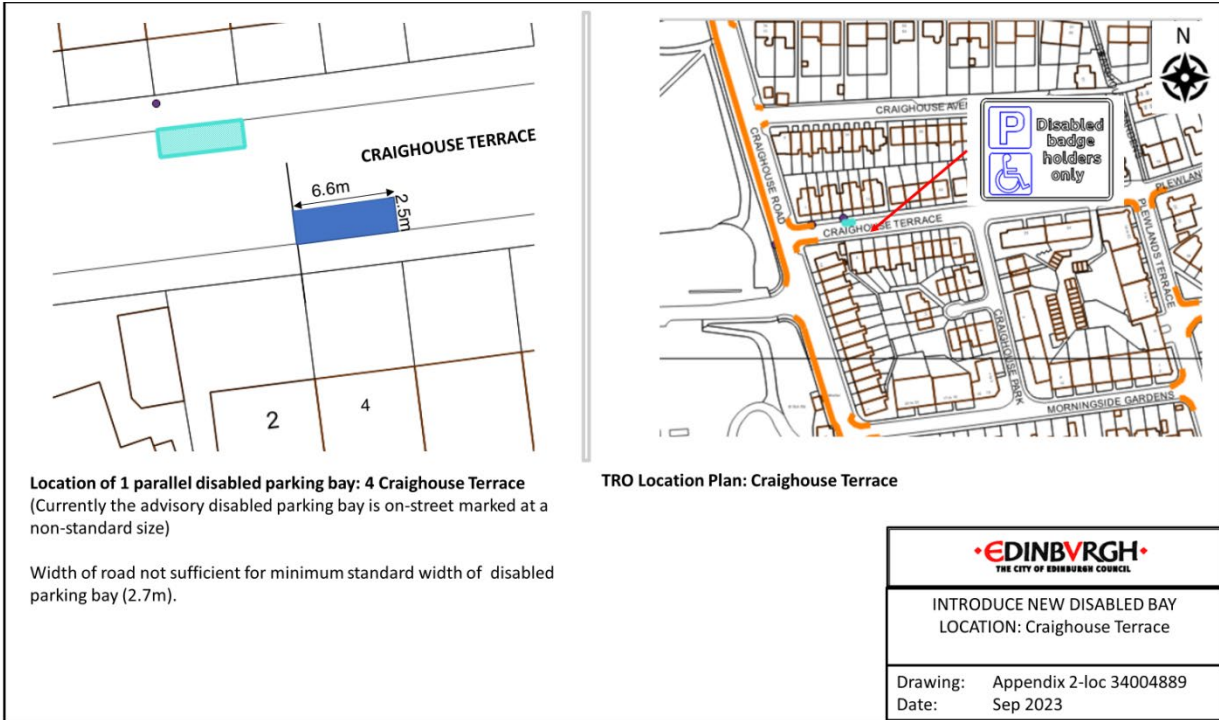 CRAIGHOUSE TERRACE
6.6m
2.5m
2
4
Location of 1 parallel disabled parking bay: 4 Craighouse Terrace
(Currently the advisory disabled parking bay is on-street marked at a
non-standard size)
Width of road not sufficient for minimum standard width of disabled
parking bay (2.7m).
N
CRAIGHOUSE AVE
P
Disabled
badge
holders
only
CRAIGHOUSE ROAD
GARDENS
PLEWLAN
CRAIGHOUSE TERRACE
PLEWLANDS TERRACE
CRAIGHOUSE PARK
MORNINGSIDE GARDENS
TRO Location Plan: Craighouse Terrace
EDINBVRGH
THE CITY OF EDINBURGH COUNCIL
INTRODUCE NEW DISABLED BAY
LOCATION: Craighouse Terrace
Drawing: Appendix 2-loc 34004889
Date: Sep 2023